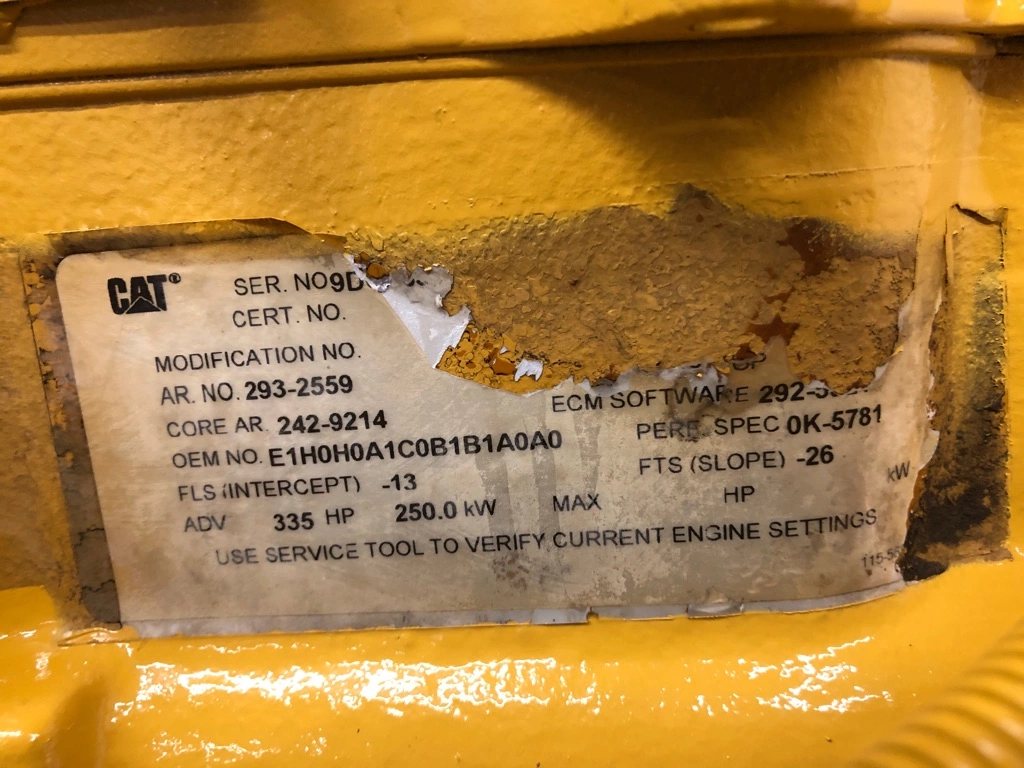 CAT® SER. NO 9D
CERT. NO.
MODIFICATION NO.
AR. NO. 293-2559
ECM SOFTWARE
CORE AR. 242-9214
PERF. SPEC 0K-5781
OEM NO. E1H0H0A1C0B1B1A0A0
FLS (INTERCEPT) -13
FTS (SLOPE) -26
ADV 335 HP 250.0 kW MAX HP kW
USE SERVICE TOOL TO VERIFY CURRENT ENGINE SETTINGS